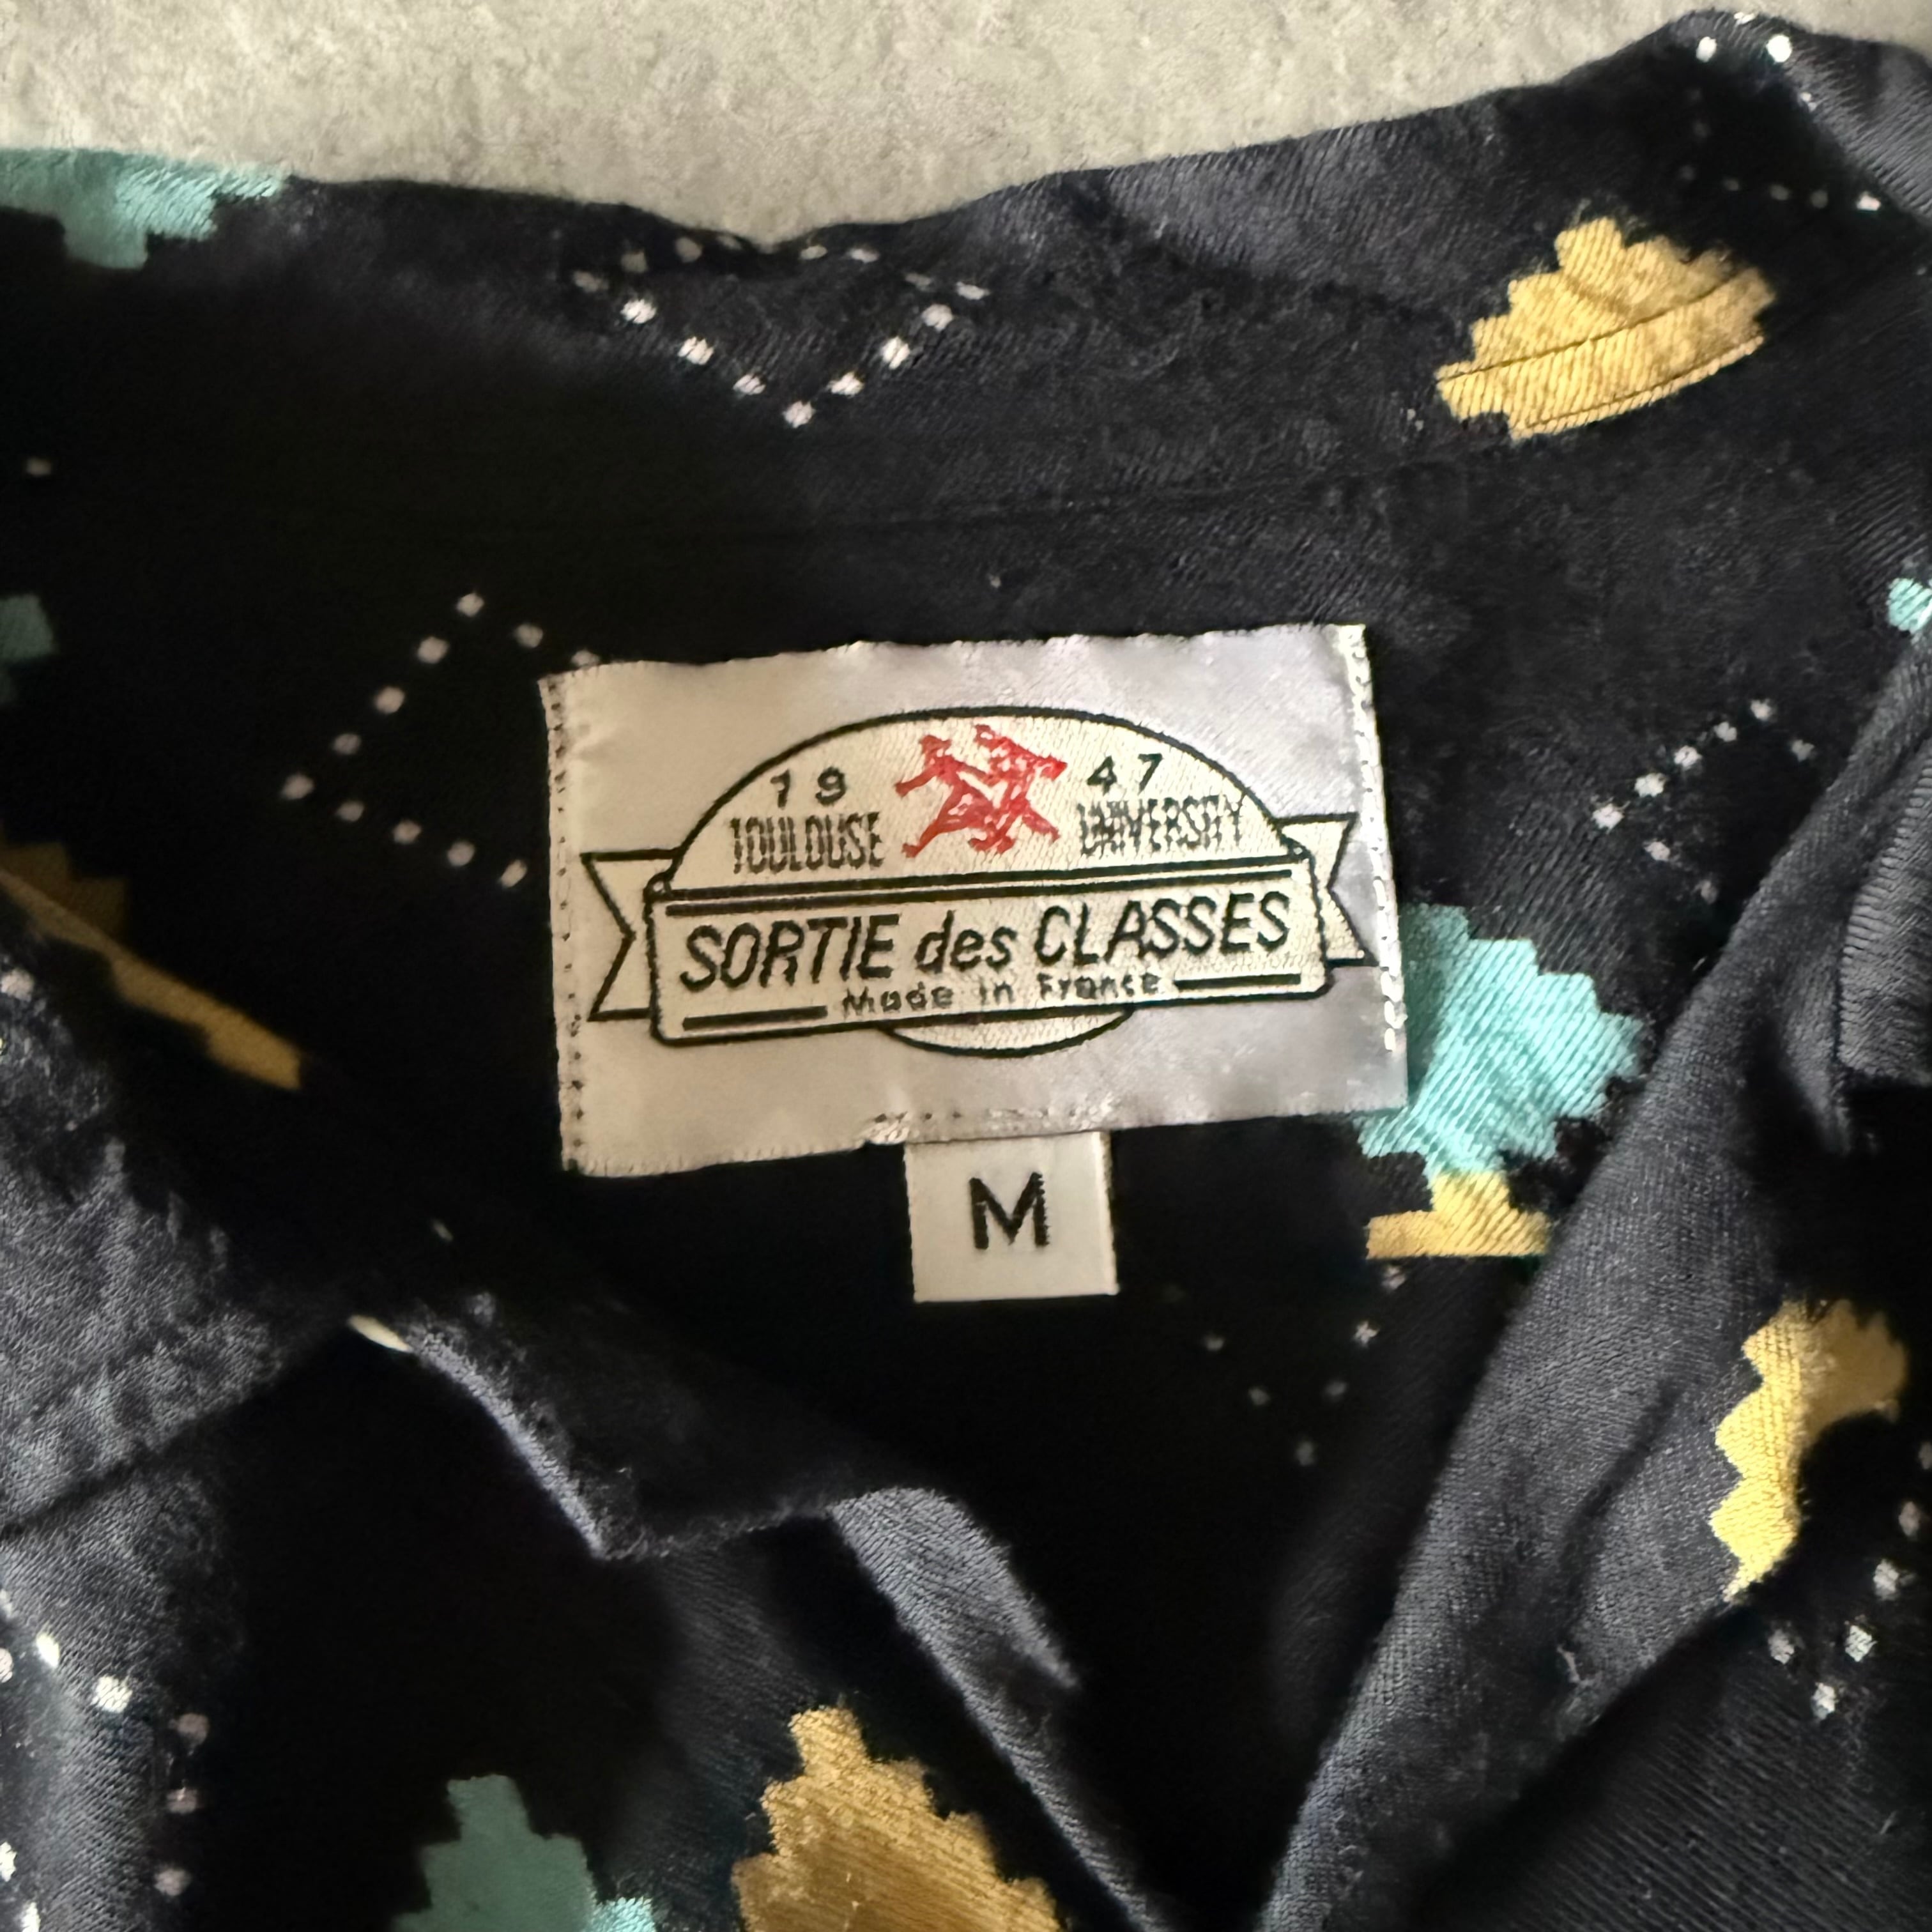 19 47
TOULOUSE UNIVERSITY
SORTIE des CLASSES
Made in France
M